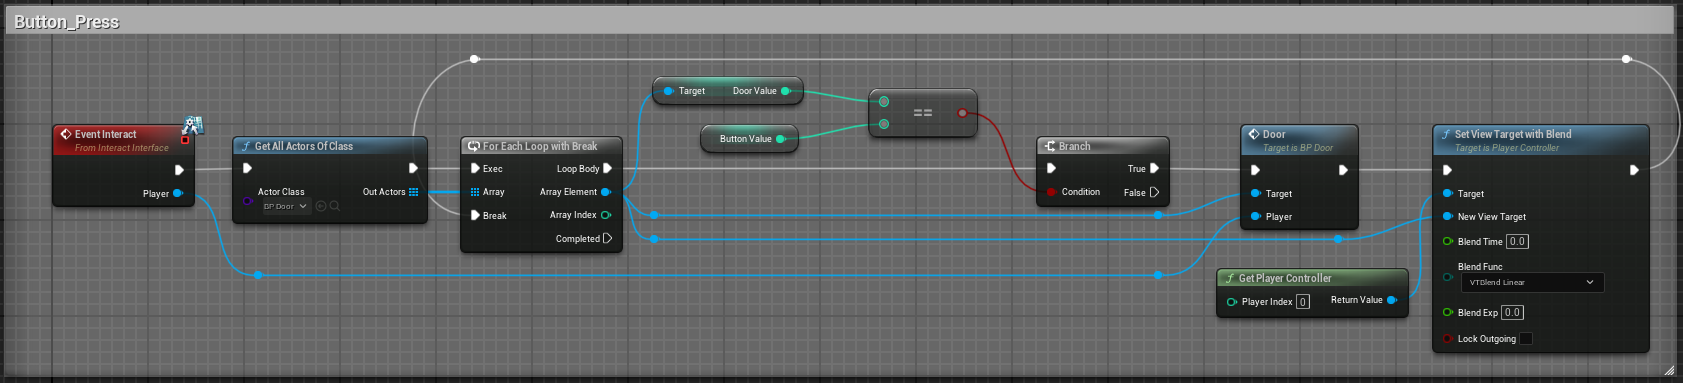 Button_Press
Event Interact
From Interact Interface
Player
Get All Actors Of Class
Actor Class
BP Door
Out Actors
For Each Loop with Break
Exec
Loop Body
Array
Array Element
Break
Array Index
Completed
Target
Door Value
Button Value
==
Branch
True
Condition
False
Door
Target is BP Door
Target
Player
Get Player Controller
Player Index 0
Return Value
Set View Target with Blend
Target is Player Controller
Target
New View Target
Blend Time 0.0
Blend Func
VTBlend Linear
Blend Exp 0.0
Lock Outgoing